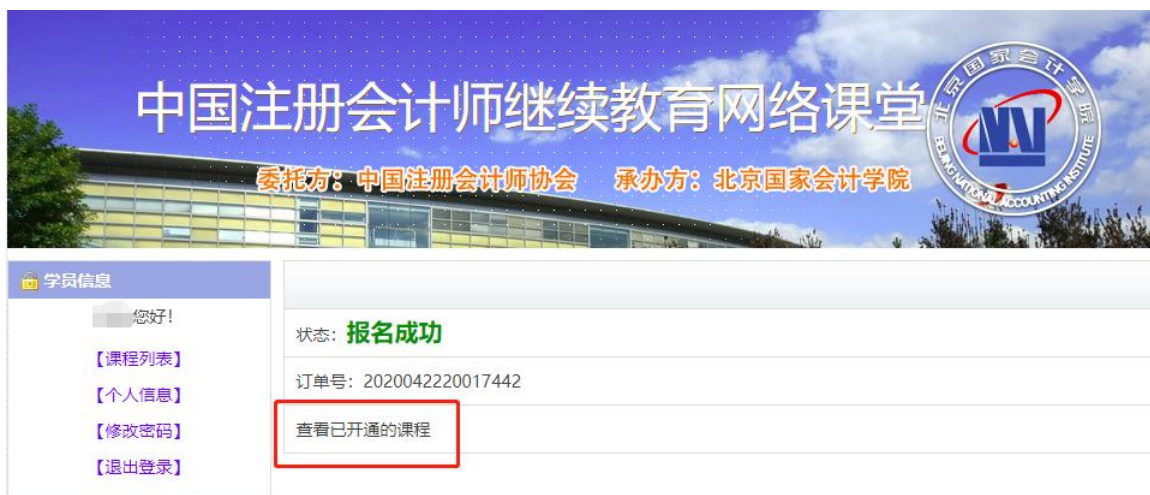 中国注册会计师继续教育网络课堂
委托方：中国注册会计师协会 承办方：北京国家会计学院
北京国家会计学院
BEIJING NATIONAL ACCOUNTING INSTITUTE
学员信息
您好！
【课程列表】
【个人信息】
【修改密码】
【退出登录】
状态：报名成功
订单号：2020042220017442
查看已开通的课程